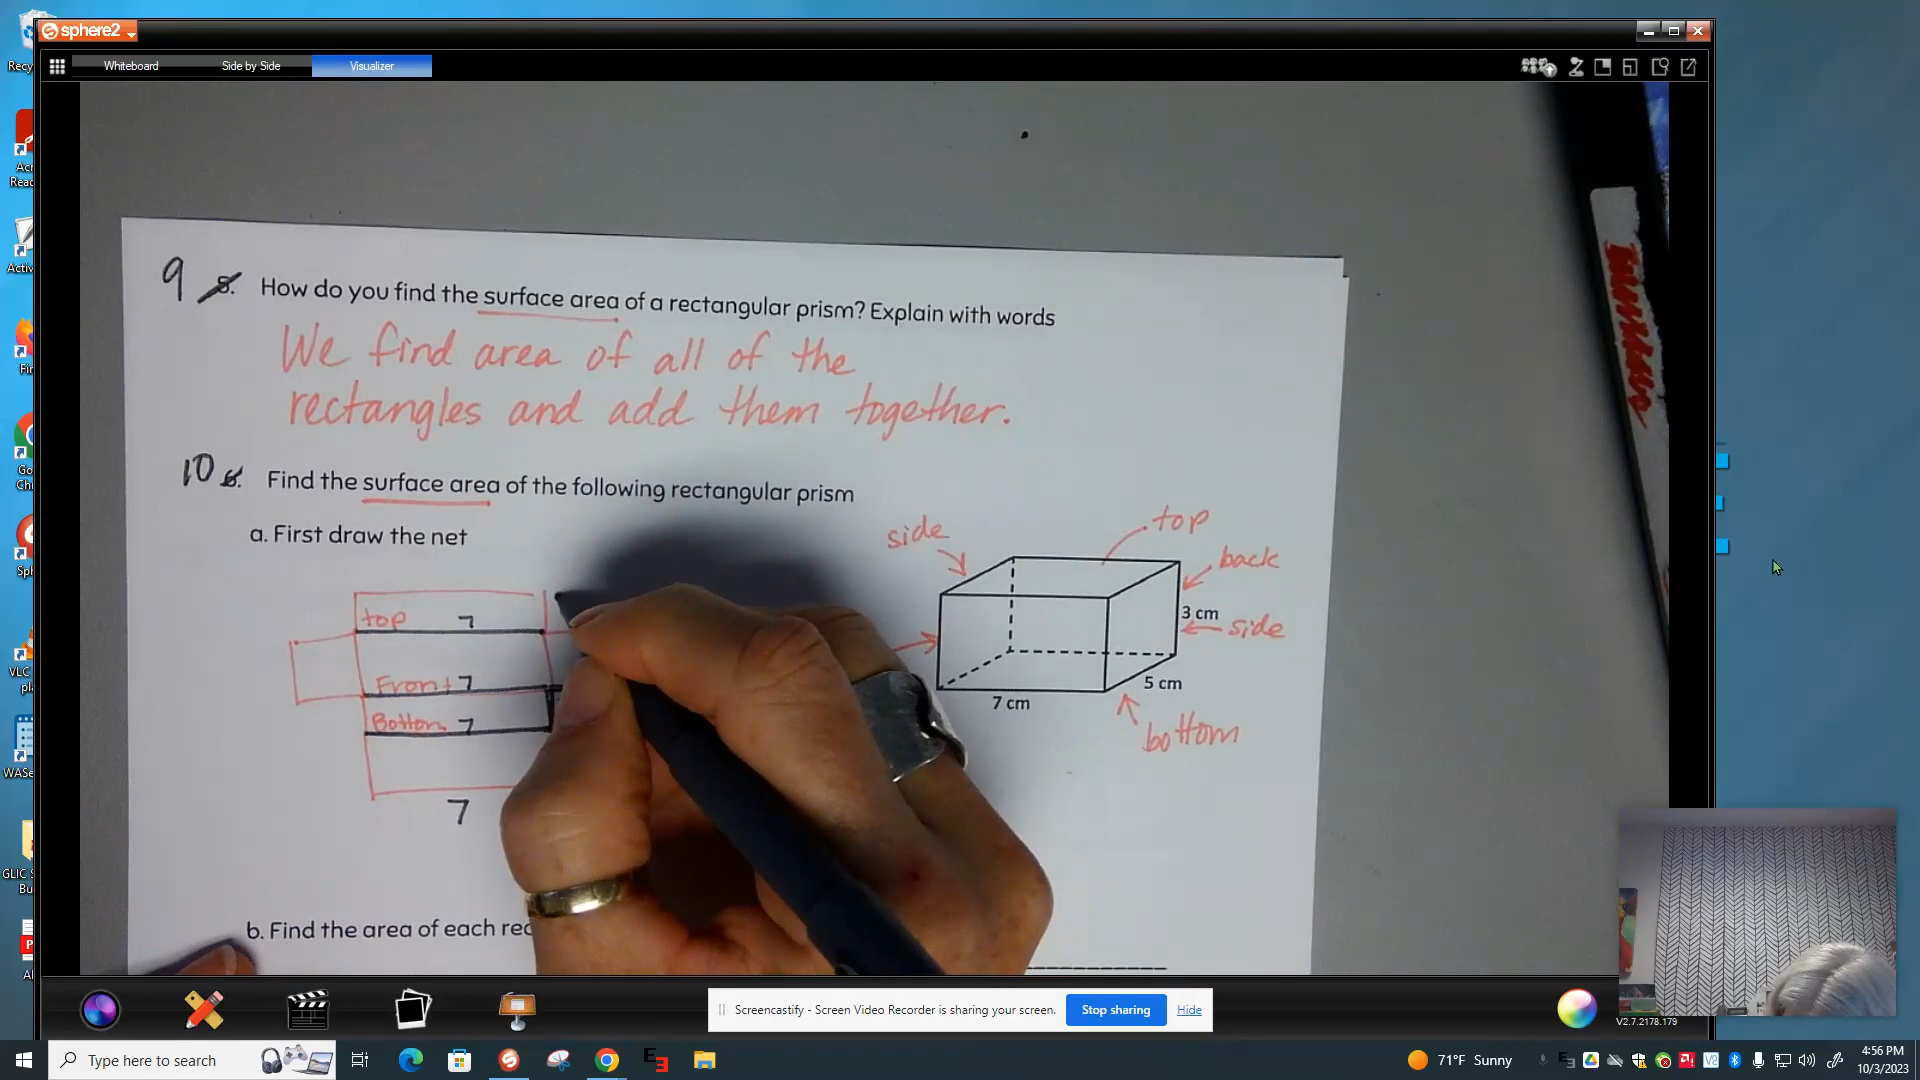 sphere2
Whiteboard Side by Side Visualizer
9 8. How do you find the surface area of a rectangular prism? Explain with words
We find area of all of the
rectangles and add them together.
10 6. Find the surface area of the following rectangular prism
a. First draw the net
side
top
back
3 cm
side
5 cm
7 cm
bottom
top 7
Front 7
Bottom 7
7
b. Find the area of each rec
Screencastify - Screen Video Recorder is sharing your screen. Stop sharing Hide
V2.7.2178.179
Type here to search
71°F Sunny
4:56 PM
10/3/2023